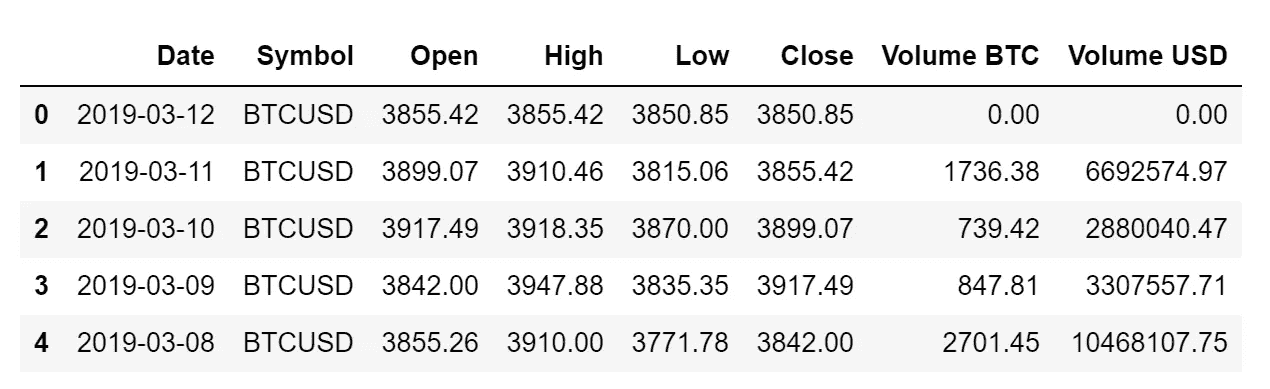 Date Symbol Open High Low Close Volume BTC Volume USD
0 2019-03-12 BTCUSD 3855.42 3855.42 3850.85 3850.85 0.00 0.00
1 2019-03-11 BTCUSD 3899.07 3910.46 3815.06 3855.42 1736.38 6692574.97
2 2019-03-10 BTCUSD 3917.49 3918.35 3870.00 3899.07 739.42 2880040.47
3 2019-03-09 BTCUSD 3842.00 3947.88 3835.35 3917.49 847.81 3307557.71
4 2019-03-08 BTCUSD 3855.26 3910.00 3771.78 3842.00 2701.45 10468107.75